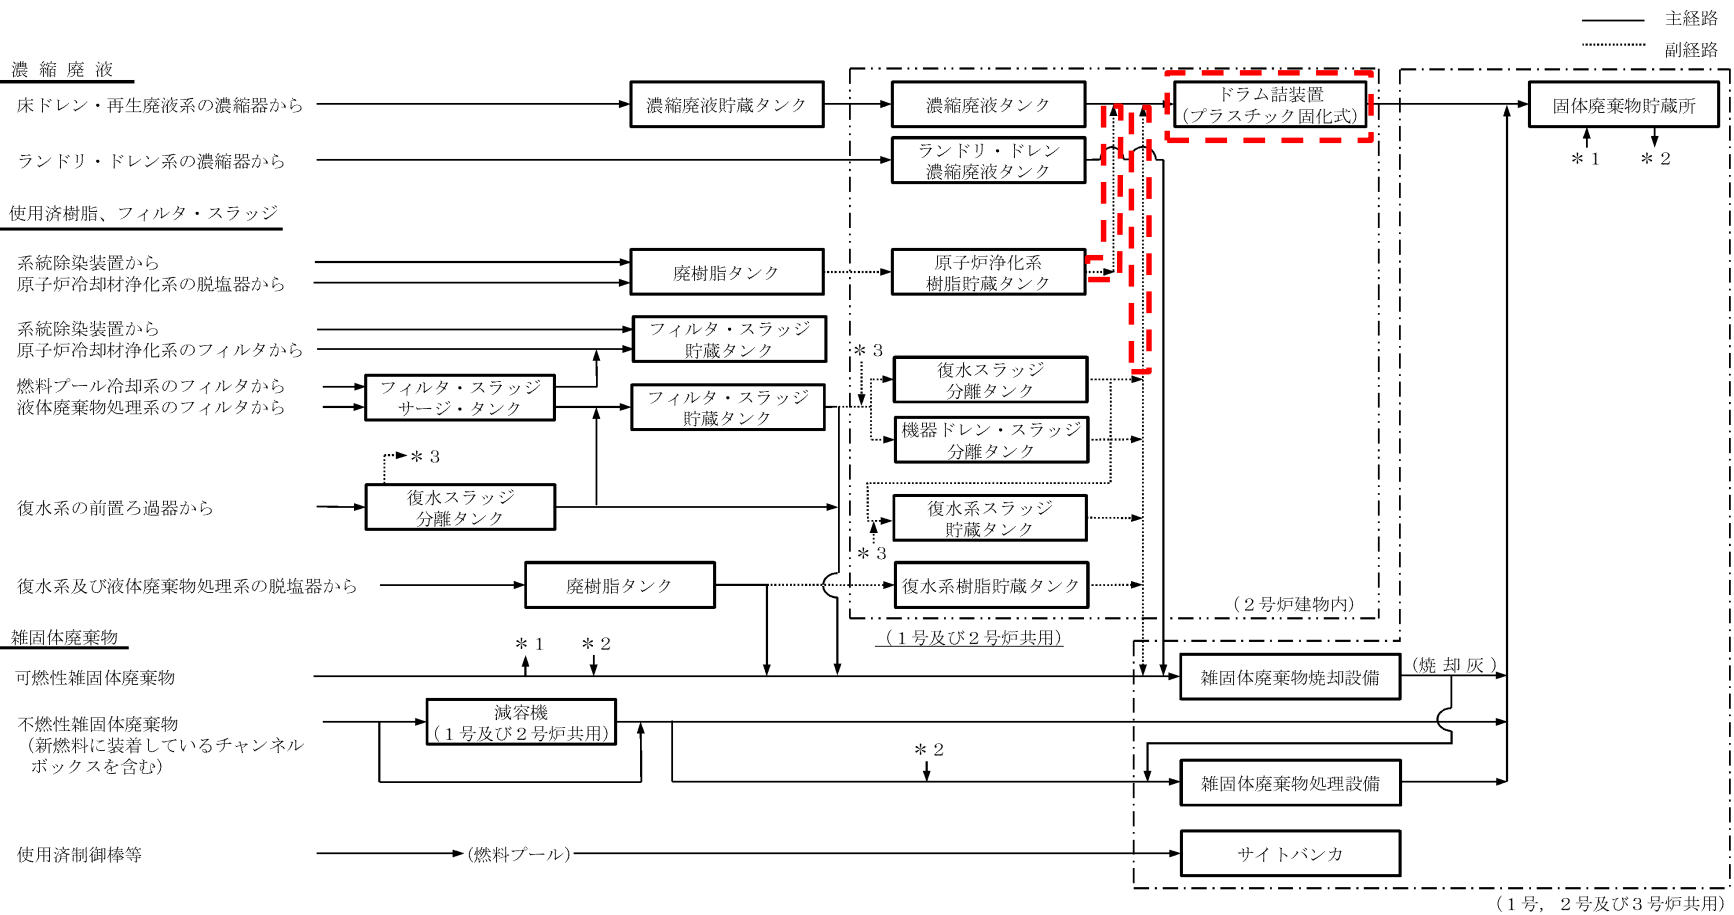 主経路
副経路
濃縮廃液
床ドレン・再生廃液系の濃縮器から
濃縮廃液貯蔵タンク
濃縮廃液タンク
ドラム詰装置
(プラスチック固化式)
固体廃棄物貯蔵所
＊１
＊２
ランドリ・ドレン系の濃縮器から
ランドリ・ドレン
濃縮廃液タンク
使用済樹脂、フィルタ・スラッジ
系統除染装置から
原子炉冷却材浄化系の脱塩器から
廃樹脂タンク
原子炉浄化系
樹脂貯蔵タンク
系統除染装置から
原子炉冷却材浄化系のフィルタから
フィルタ・スラッジ
貯蔵タンク
燃料プール冷却系のフィルタから
液体廃棄物処理系のフィルタから
フィルタ・スラッジ
サージ・タンク
フィルタ・スラッジ
貯蔵タンク
＊３
復水スラッジ
分離タンク
機器ドレン・スラッジ
分離タンク
＊３
復水系の前置ろ過器から
復水スラッジ
分離タンク
復水系スラッジ
貯蔵タンク
＊３
復水系及び液体廃棄物処理系の脱塩器から
廃樹脂タンク
復水系樹脂貯蔵タンク
（２号炉建物内）
（１号及び２号炉共用）
雑固体廃棄物
＊１
＊２
可燃性雑固体廃棄物
雑固体廃棄物焼却設備
(焼却灰)
不燃性雑固体廃棄物
（新燃料に装着しているチャンネル
ボックスを含む）
減容機
（１号及び２号炉共用）
＊２
雑固体廃棄物処理設備
使用済制御棒等
(燃料プール)
サイトバンカ
（１号，２号及び３号炉共用）